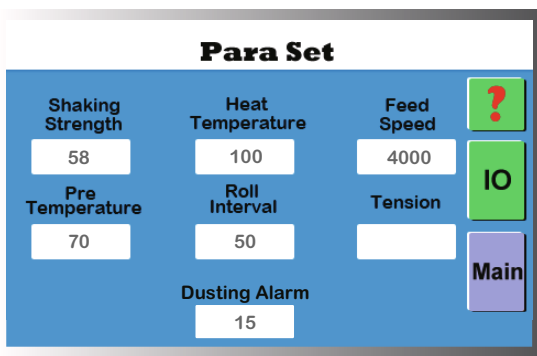 Para Set
Shaking
Strength
Heat
Temperature
Feed
Speed
?
58
100
4000
IO
Pre
Temperature
Roll
Interval
Tension
70
50
Main
Dusting Alarm
15